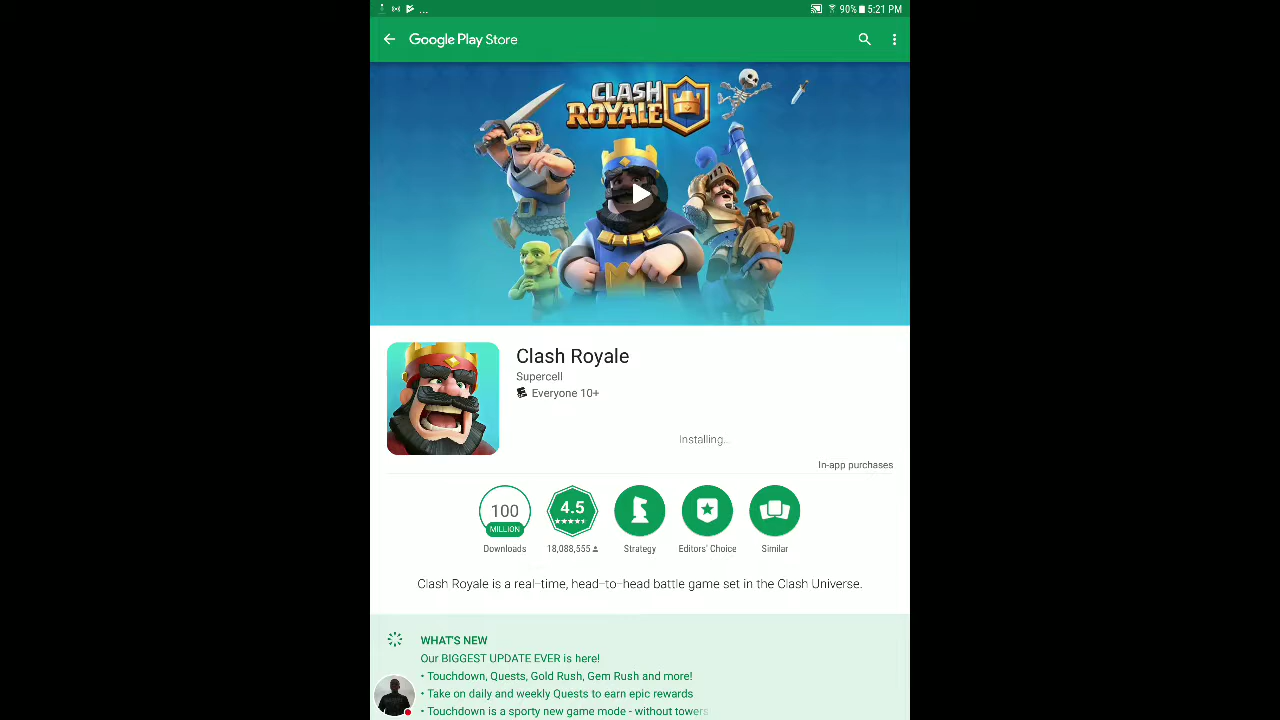 ... 90% 5:21 PM
Google Play Store
CLASH
ROYALE
Clash Royale
Supercell
Everyone 10+
Installing...
In-app purchases
100
MILLION
Downloads
4.5
18,088,555
Strategy
Editors' Choice
Similar
Clash Royale is a real-time, head-to-head battle game set in the Clash Universe.
WHAT'S NEW
Our BIGGEST UPDATE EVER is here!
• Touchdown, Quests, Gold Rush, Gem Rush and more!
• Take on daily and weekly Quests to earn epic rewards
• Touchdown is a sporty new game mode - without towers